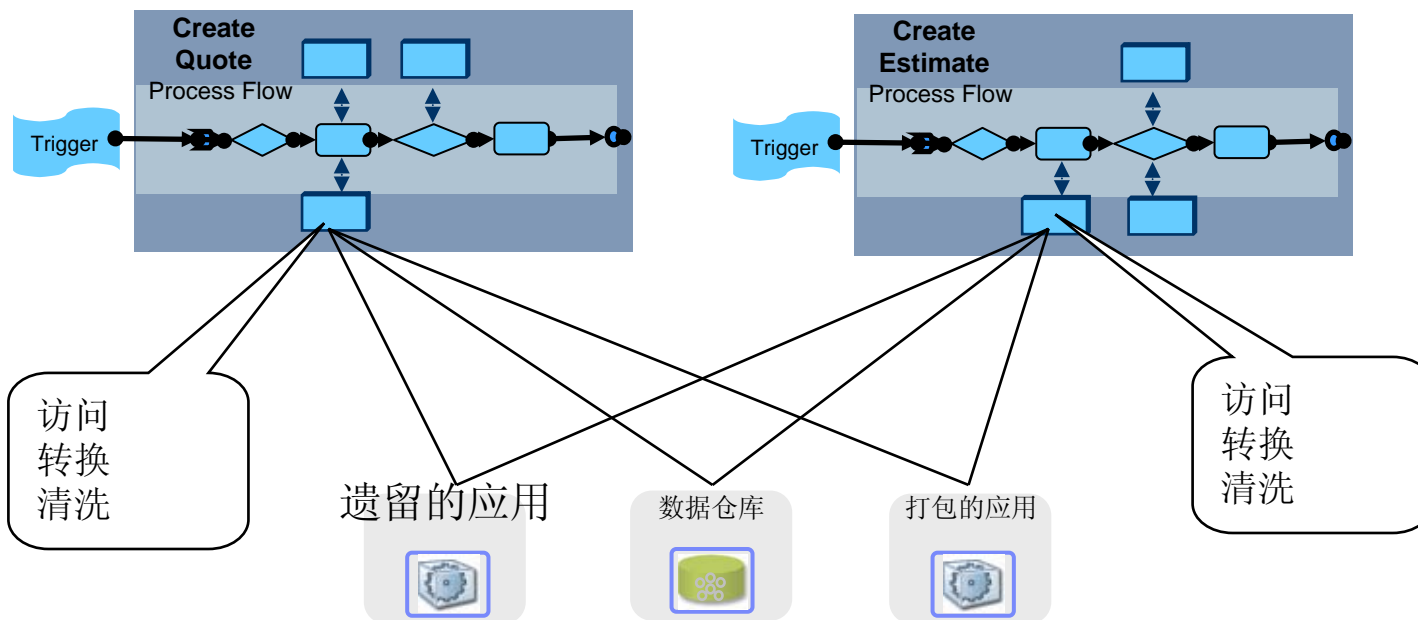 Create
Quote
Process Flow
Trigger
Create
Estimate
Process Flow
Trigger
访问
转换
清洗
访问
转换
清洗
遗留的应用
数据仓库
打包的应用